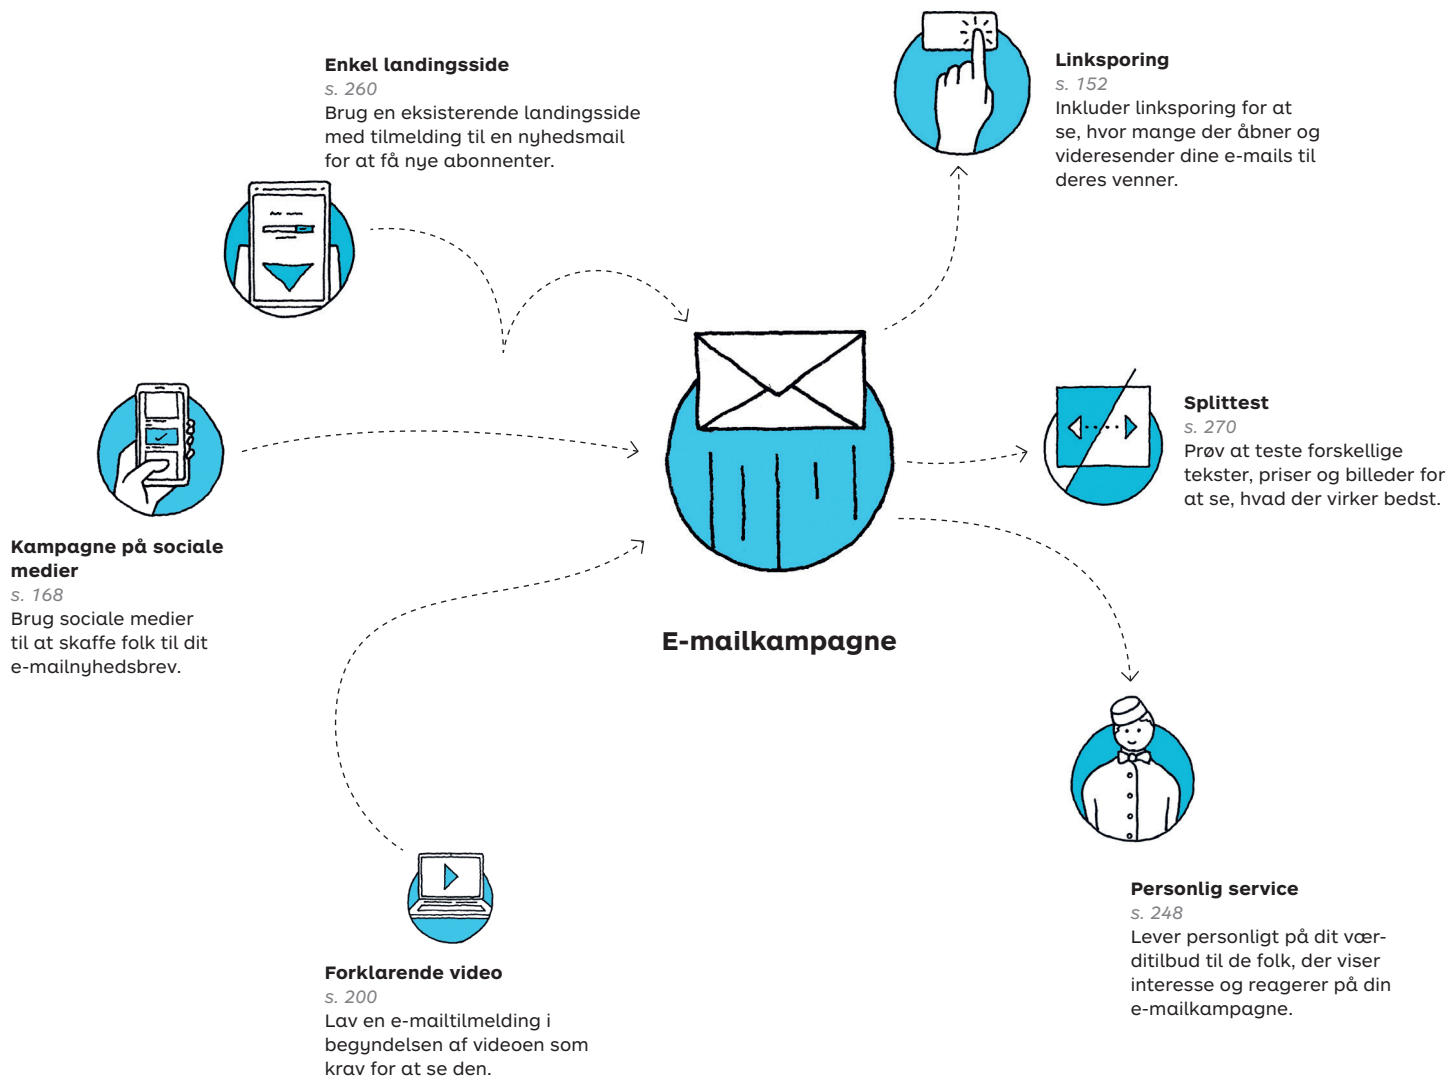 Enkel landingsside
s. 260
Brug en eksisterende landingsside
med tilmelding til en nyhedsmail
for at få nye abonnenter.
Linksporing
s. 152
Inkluder linksporing for at
se, hvor mange der åbner og
videresender dine e-mails til
deres venner.
Splittest
s. 270
Prøv at teste forskellige
tekster, priser og billeder for
at se, hvad der virker bedst.
Kampagne på sociale
medier
s. 168
Brug sociale medier
til at skaffe folk til dit
e-mailnyhedsbrev.
E-mailkampagne
Personlig service
s. 248
Lever personligt på dit vær-
ditilbud til de folk, der viser
interesse og reagerer på din
e-mailkampagne.
Forklarende video
s. 200
Lav en e-mailtilmelding i
begyndelsen af videoen som
krav for at se den.